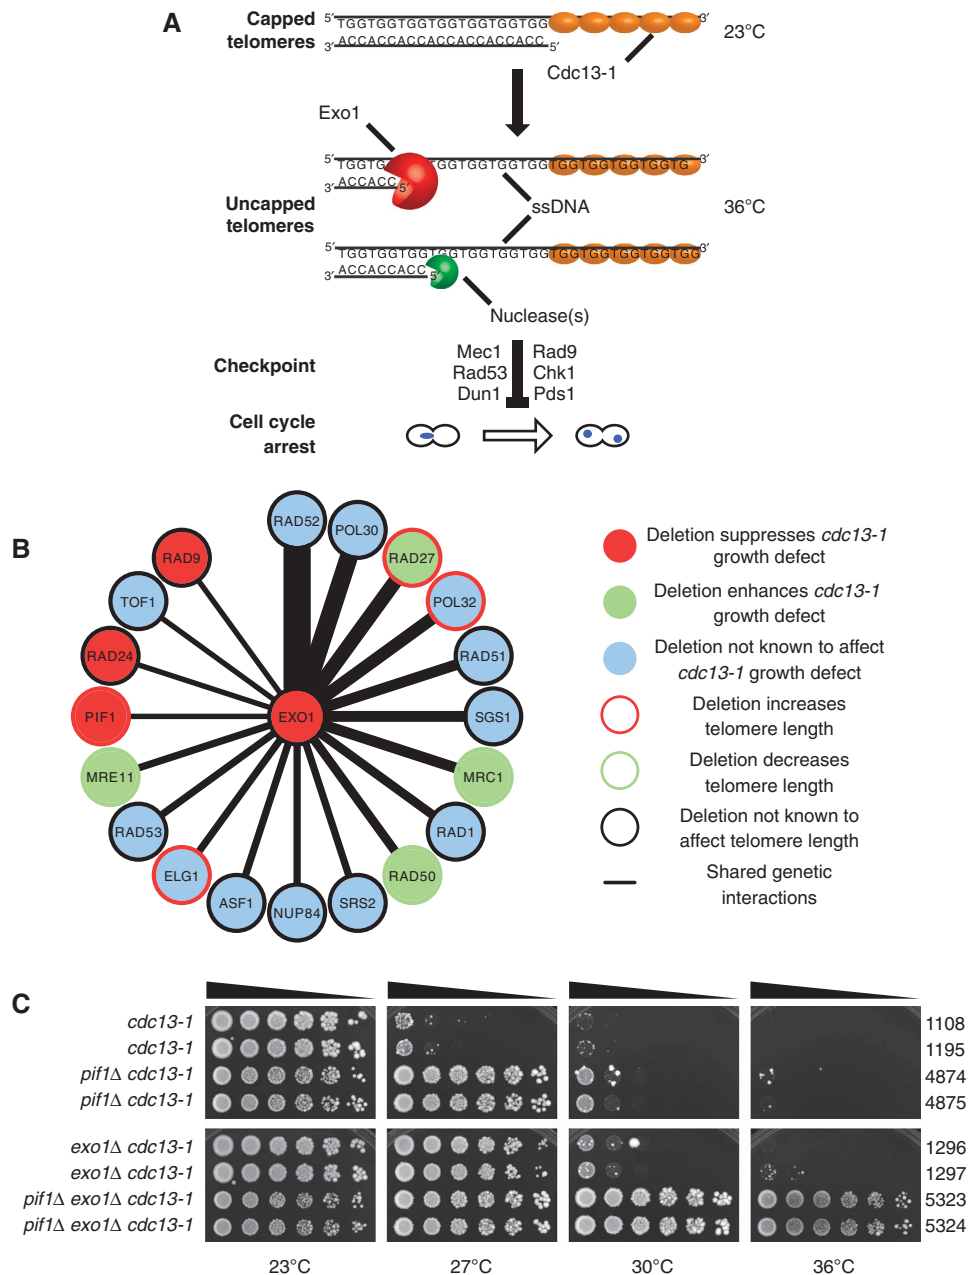 A
Capped
telomeres
5′
TGGTGGTGGTGGTGGTGGTGG
3′
ACCACCACCACCACCACCACC
3′
5′
23°C
Cdc13-1
Exo1
5′
TGGTG
GGTGGTGGTGGTGGTGGTGGTGGTG
3′
ACCACC
3′
5′
Uncapped
telomeres
ssDNA
36°C
5′
TGGTGGTGGTGGTGGTGGTGGTGGTGGTGGTGGTGG
3′
ACCACCACC
3′
5′
Nuclease(s)
Checkpoint
Mec1 Rad9
Rad53 Chk1
Dun1 Pds1
Cell cycle
arrest
B
RAD52
POL30
RAD27
POL32
RAD51
SGS1
MRC1
RAD1
RAD50
SRS2
NUP84
ASF1
ELG1
RAD53
MRE11
PIF1
RAD24
TOF1
RAD9
EXO1
Deletion suppresses cdc13-1
growth defect
Deletion enhances cdc13-1
growth defect
Deletion not known to affect
cdc13-1 growth defect
Deletion increases
telomere length
Deletion decreases
telomere length
Deletion not known to
affect telomere length
Shared genetic
interactions
C
cdc13-1 1108
cdc13-1 1195
pif1Δ cdc13-1 4874
pif1Δ cdc13-1 4875
exo1Δ cdc13-1 1296
exo1Δ cdc13-1 1297
pif1Δ exo1Δ cdc13-1 5323
pif1Δ exo1Δ cdc13-1 5324
23°C 27°C 30°C 36°C